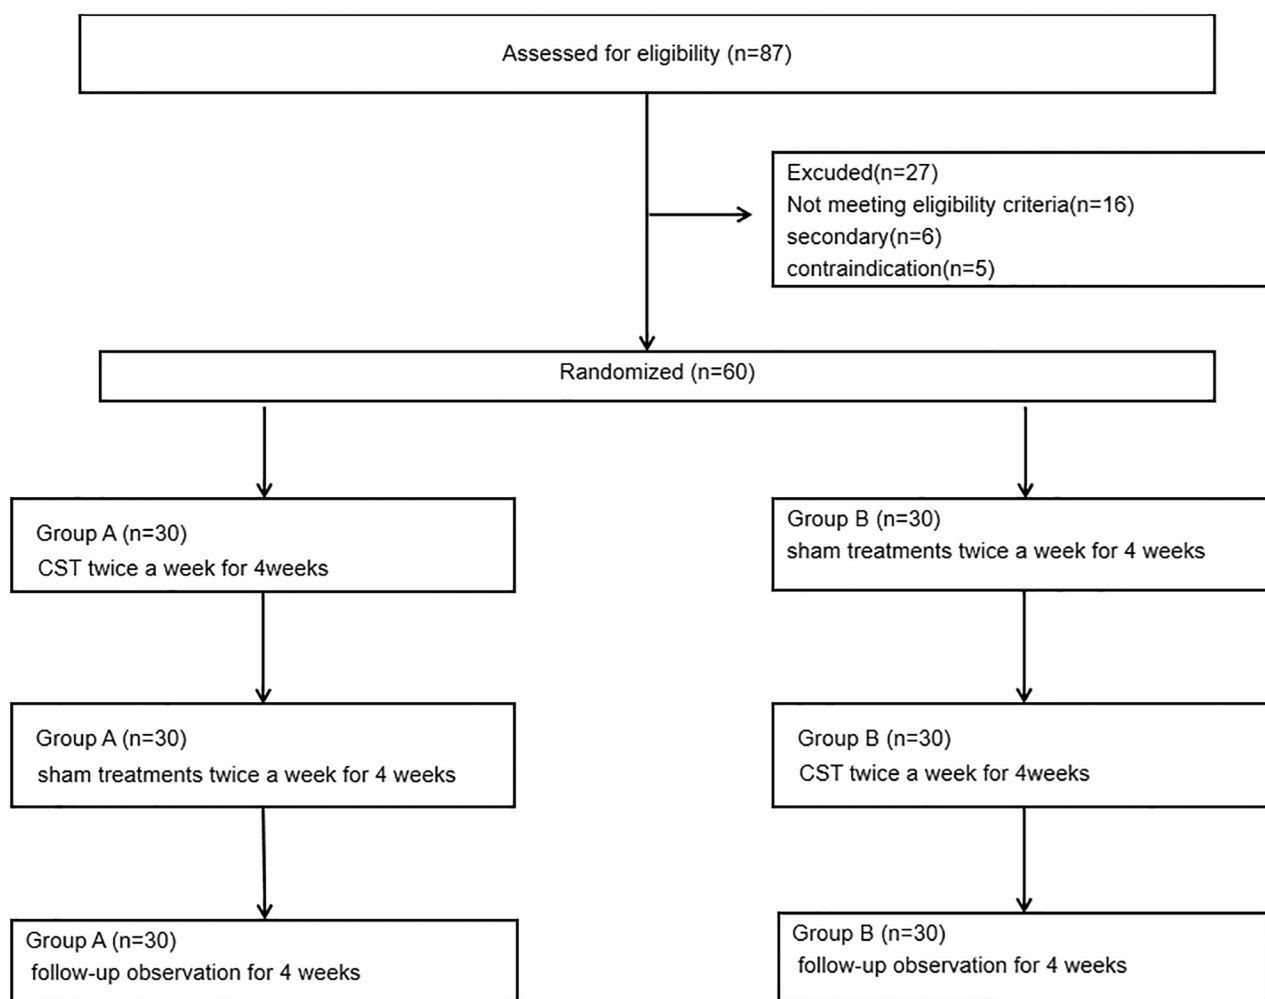 Assessed for eligibility (n=87)
Excuded(n=27)
Not meeting eligibility criteria(n=16)
secondary(n=6)
contraindication(n=5)
Randomized (n=60)
Group A (n=30)
CST twice a week for 4weeks
Group B (n=30)
sham treatments twice a week for 4 weeks
Group A (n=30)
sham treatments twice a week for 4 weeks
Group B (n=30)
CST twice a week for 4weeks
Group A (n=30)
follow-up observation for 4 weeks
Group B (n=30)
follow-up observation for 4 weeks